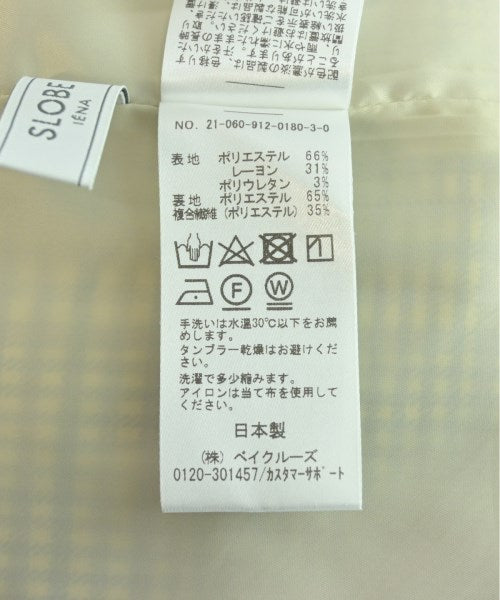 SLOBE
IÉNA
NO. 21-060-912-0180-3-0
表地 ポリエステル 66%
レーヨン 31%
ポリウレタン 3%
裏地 ポリエステル 65%
複合繊維 (ポリエステル) 35%
F W
手洗いは水温30℃以下をお薦
めします。
タンブラー乾燥はお避けくださ
い。
洗濯で多少縮みます。
アイロンは当て布を使用して
ください。
日本製
(株) ベイクルーズ
0120-301457/カスタマーサポート